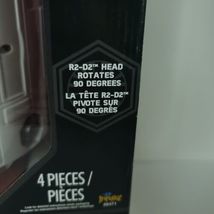 R2-D2™ HEAD
ROTATES
90 DEGREES
LA TÊTE R2-D2™
PIVOTE SUR
90 DEGRÉS
4 PIECES /
PIÈCES